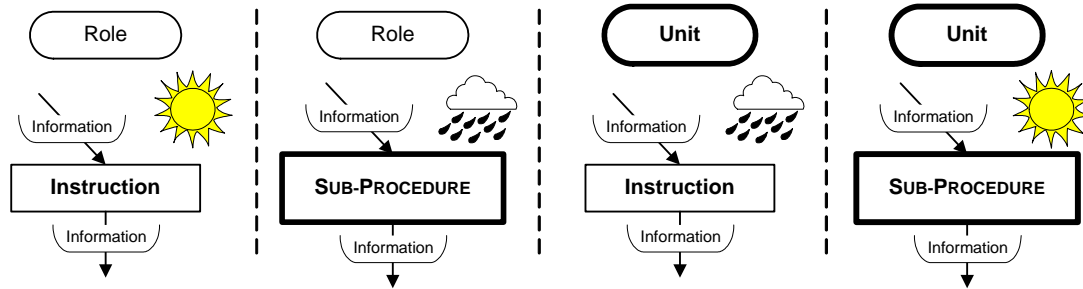 Role
Information
Instruction
Information
Role
Information
SUB-PROCEDURE
Information
Unit
Information
Instruction
Information
Unit
Information
SUB-PROCEDURE
Information